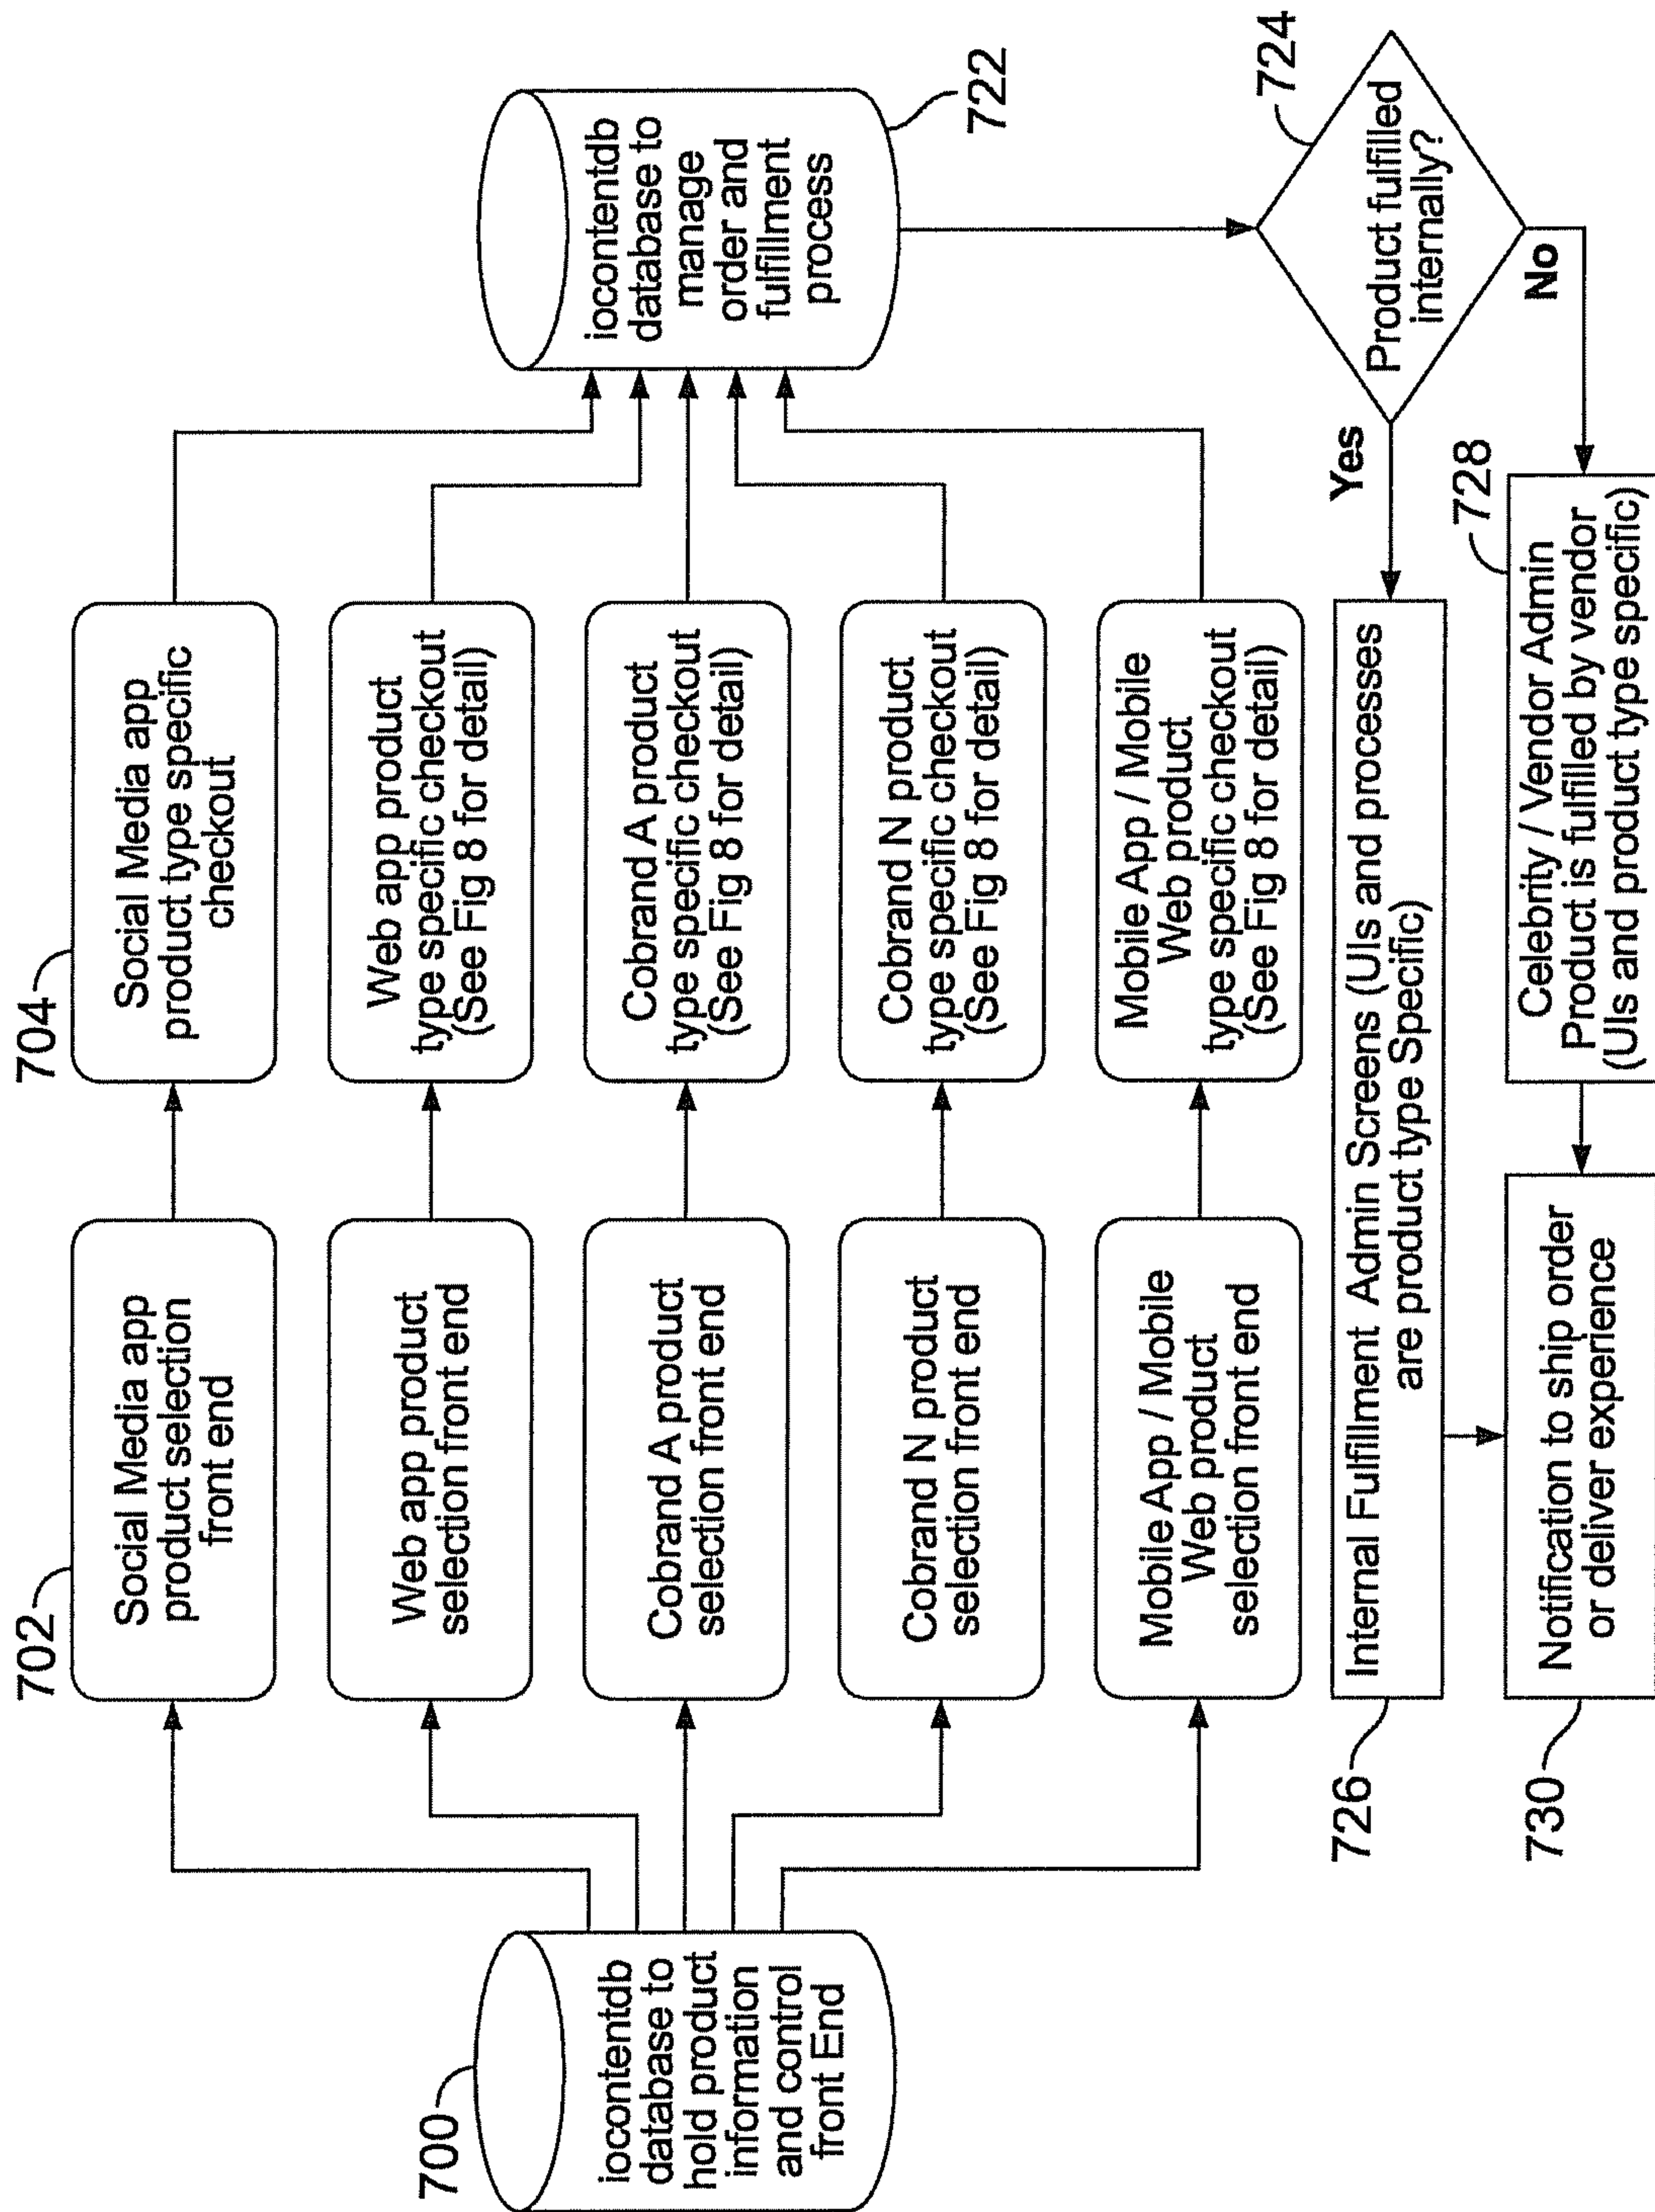 700
iocontentdb
database to
hold product
information
and control
front End
702
Social Media app
product selection
front end
704
Social Media app
product type specific
checkout
Web app product
selection front end
Web app product
type specific checkout
(See Fig 8 for detail)
Cobrand A product
selection front end
Cobrand A product
type specific checkout
(See Fig 8 for detail)
Cobrand N product
selection front end
Cobrand N product
type specific checkout
(See Fig 8 for detail)
Mobile App / Mobile
Web product
selection front end
Mobile App / Mobile
Web product
type specific checkout
(See Fig 8 for detail)
iocontentdb
database to
manage
order and
fulfillment
process
722
724
Product fulfilled
internally?
Yes
No
726
Internal Fulfillment Admin Screens (UIs and processes
are product type Specific)
728
Celebrity / Vendor Admin
Product is fulfilled by vendor
(UIs and product type specific)
730
Notification to ship order
or deliver experience